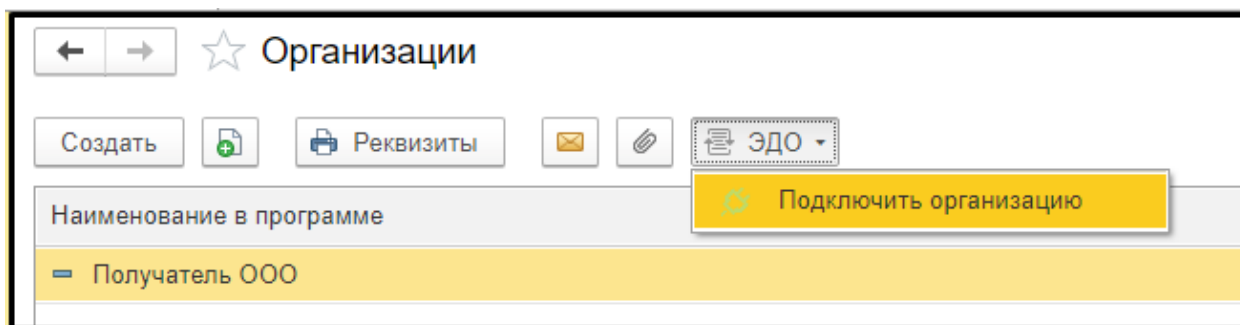 Организации
Создать Реквизиты ЭДО
Подключить организацию
Наименование в программе
Получатель ООО